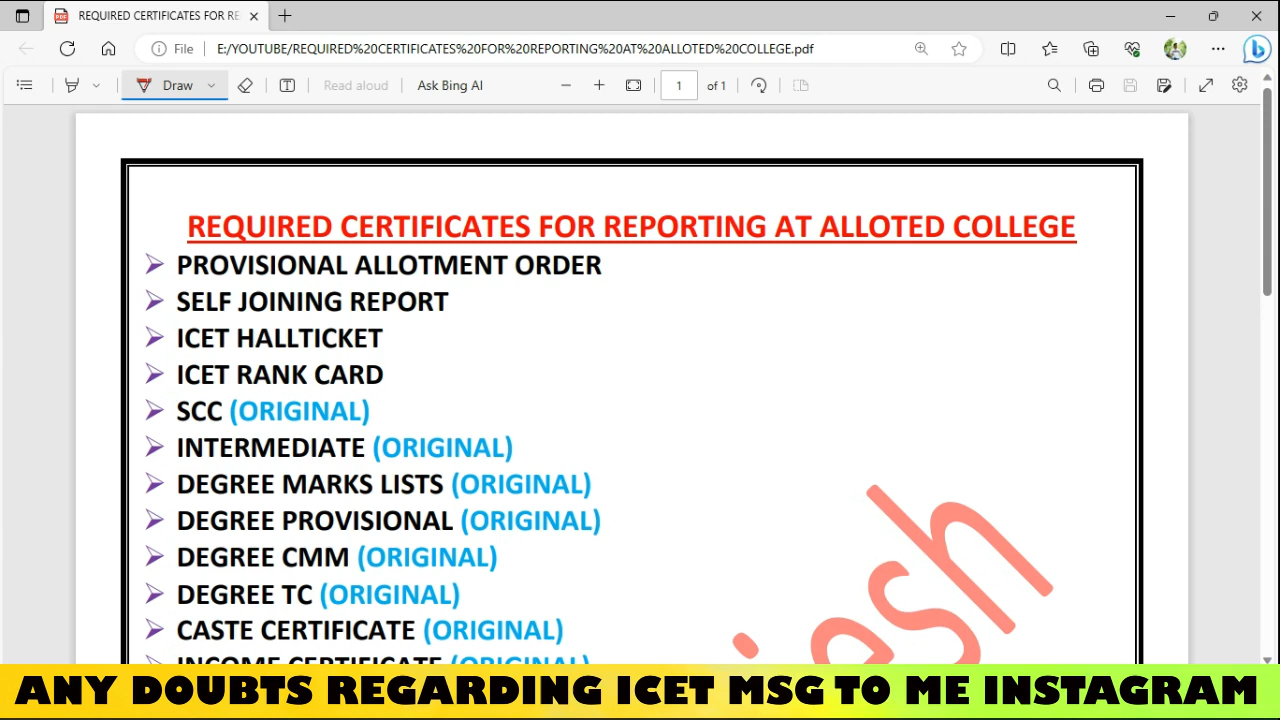 REQUIRED CERTIFICATES FOR RE
File E:/YOUTUBE/REQUIRED%20CERTIFICATES%20FOR%20REPORTING%20AT%20ALLOTED%20COLLEGE.pdf
Draw Read aloud Ask Bing AI 1 of 1
REQUIRED CERTIFICATES FOR REPORTING AT ALLOTED COLLEGE
PROVISIONAL ALLOTMENT ORDER
SELF JOINING REPORT
ICET HALLTICKET
ICET RANK CARD
SCC (ORIGINAL)
INTERMEDIATE (ORIGINAL)
DEGREE MARKS LISTS (ORIGINAL)
DEGREE PROVISIONAL (ORIGINAL)
DEGREE CMM (ORIGINAL)
DEGREE TC (ORIGINAL)
CASTE CERTIFICATE (ORIGINAL)
INCOME CERTIFICATE (ORIGINAL)
ANY DOUBTS REGARDING ICET MSG TO ME INSTAGRAM